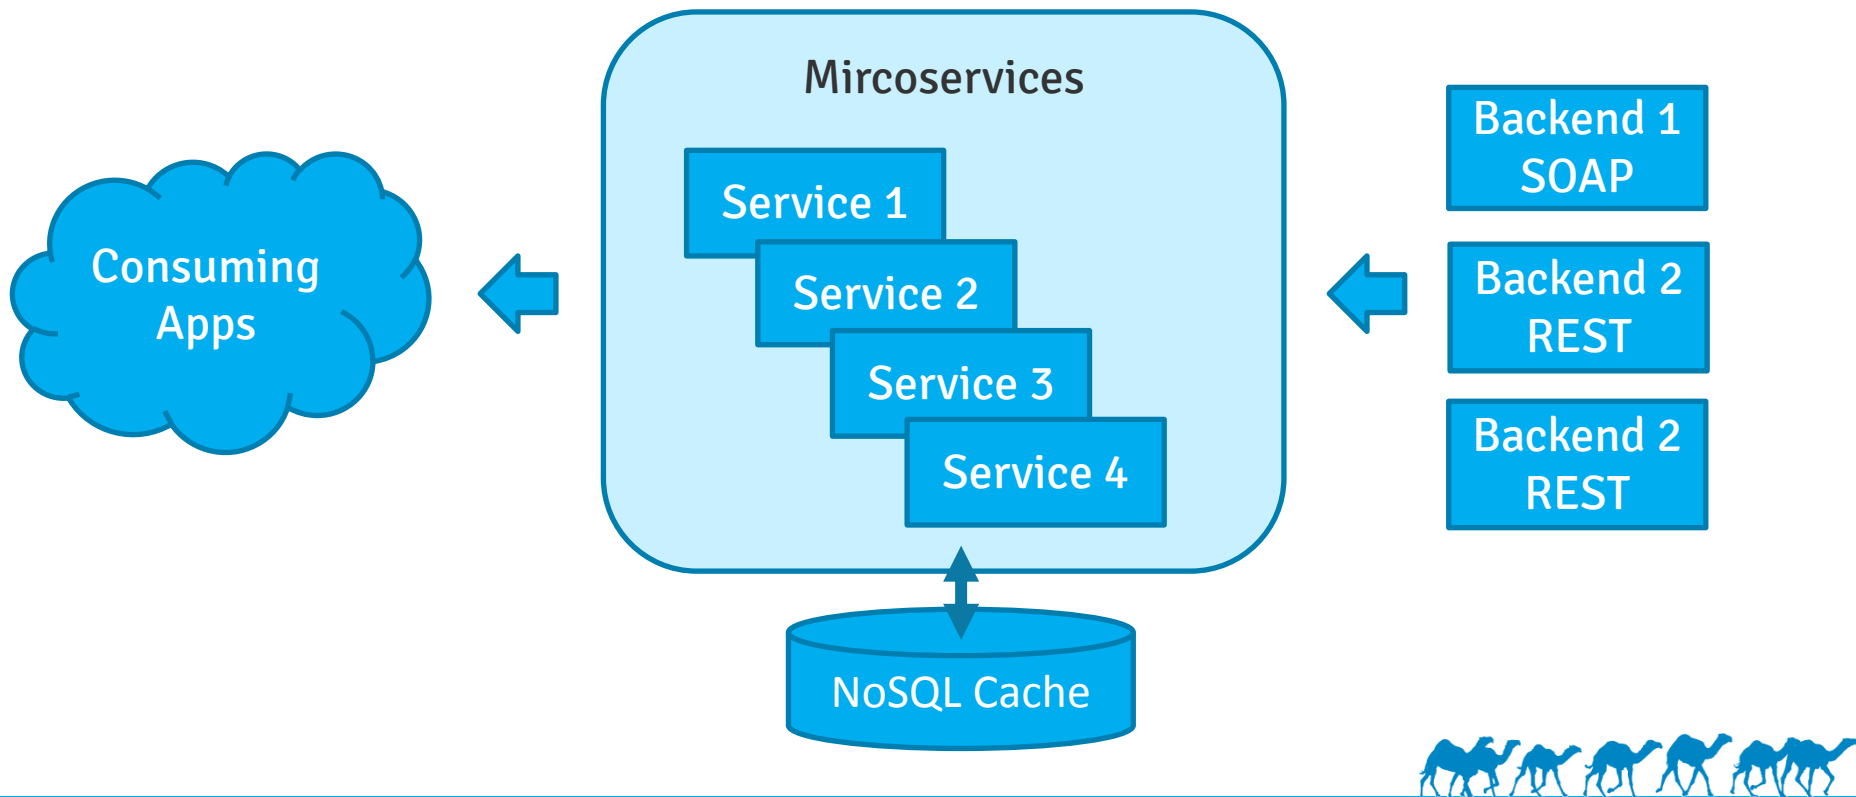 Mircoservices
Consuming
Apps
Service 1
Service 2
Service 3
Service 4
NoSQL Cache
Backend 1
SOAP
Backend 2
REST
Backend 2
REST